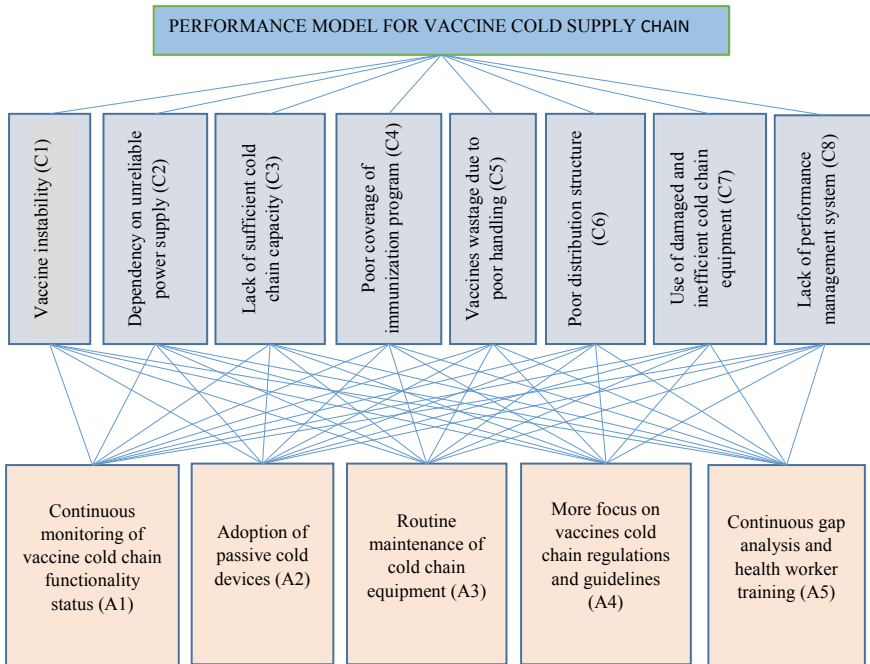 PERFORMANCE MODEL FOR VACCINE COLD SUPPLY CHAIN
Vaccine instability (C1)
Dependency on unreliable
power supply (C2)
Lack of sufficient cold
chain capacity (C3)
Poor coverage of
immunization program (C4)
Vaccines wastage due to
poor handling (C5)
Poor distribution structure
(C6)
Use of damaged and
inefficient cold chain
equipment (C7)
Lack of performance
management system (C8)
Continuous
monitoring of
vaccine cold chain
functionality
status (A1)
Adoption of
passive cold
devices (A2)
Routine
maintenance of
cold chain
equipment (A3)
More focus on
vaccines cold
chain regulations
and guidelines
(A4)
Continuous gap
analysis and
health worker
training (A5)